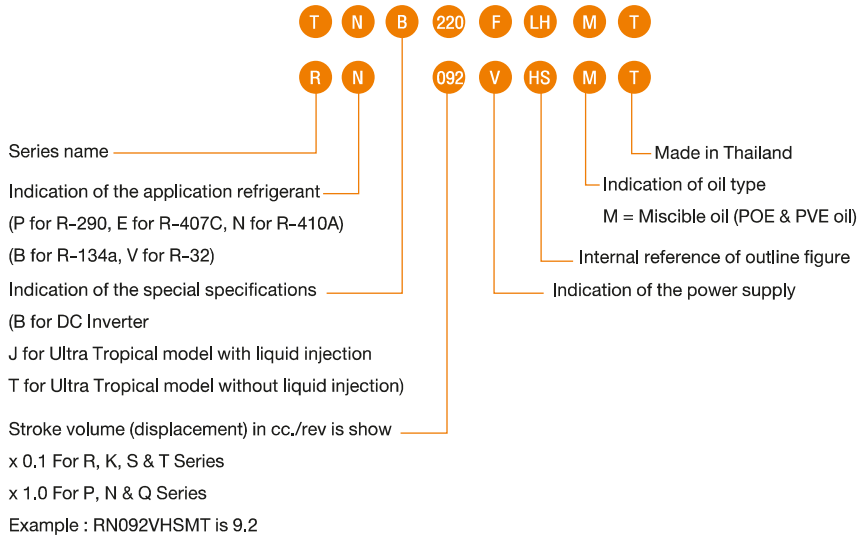 T N B 220 F LH M T
R N 092 V HS M T
Series name
Made in Thailand
Indication of the application refrigerant
Indication of oil type
(P for R-290, E for R-407C, N for R-410A)
M = Miscible oil (POE & PVE oil)
(B for R-134a, V for R-32)
Internal reference of outline figure
Indication of the special specifications
Indication of the power supply
(B for DC Inverter
J for Ultra Tropical model with liquid injection
T for Ultra Tropical model without liquid injection)
Stroke volume (displacement) in cc./rev is show
x 0.1 For R, K, S & T Series
x 1.0 For P, N & Q Series
Example : RN092VHSMT is 9.2